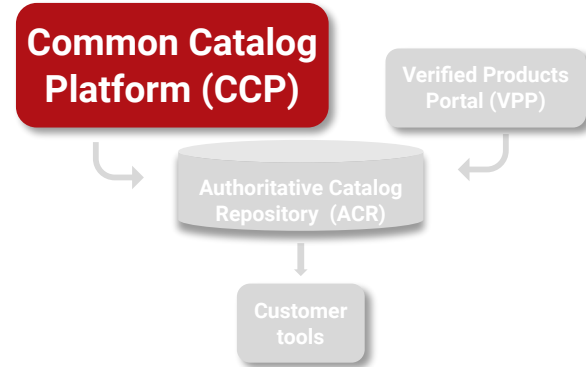 Common Catalog
Platform (CCP)
Verified Products
Portal (VPP)
Authoritative Catalog
Repository (ACR)
Customer
tools